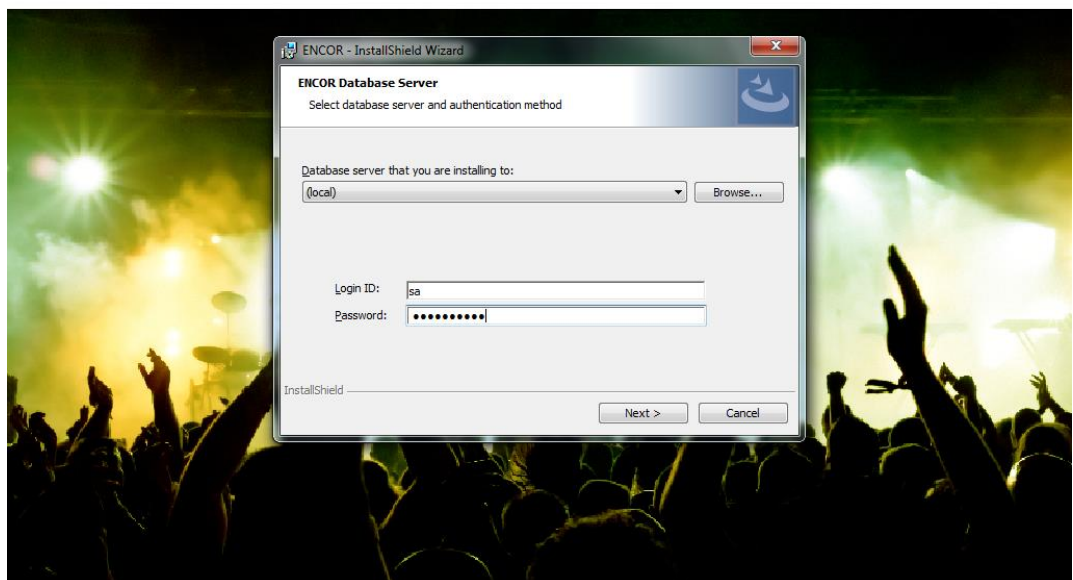 ENCOR - InstallShield Wizard
ENCOR Database Server
Select database server and authentication method
Database server that you are installing to:
(local)
Browse...
Login ID:
sa
Password:
●●●●●●●●●●
InstallShield
Next >
Cancel